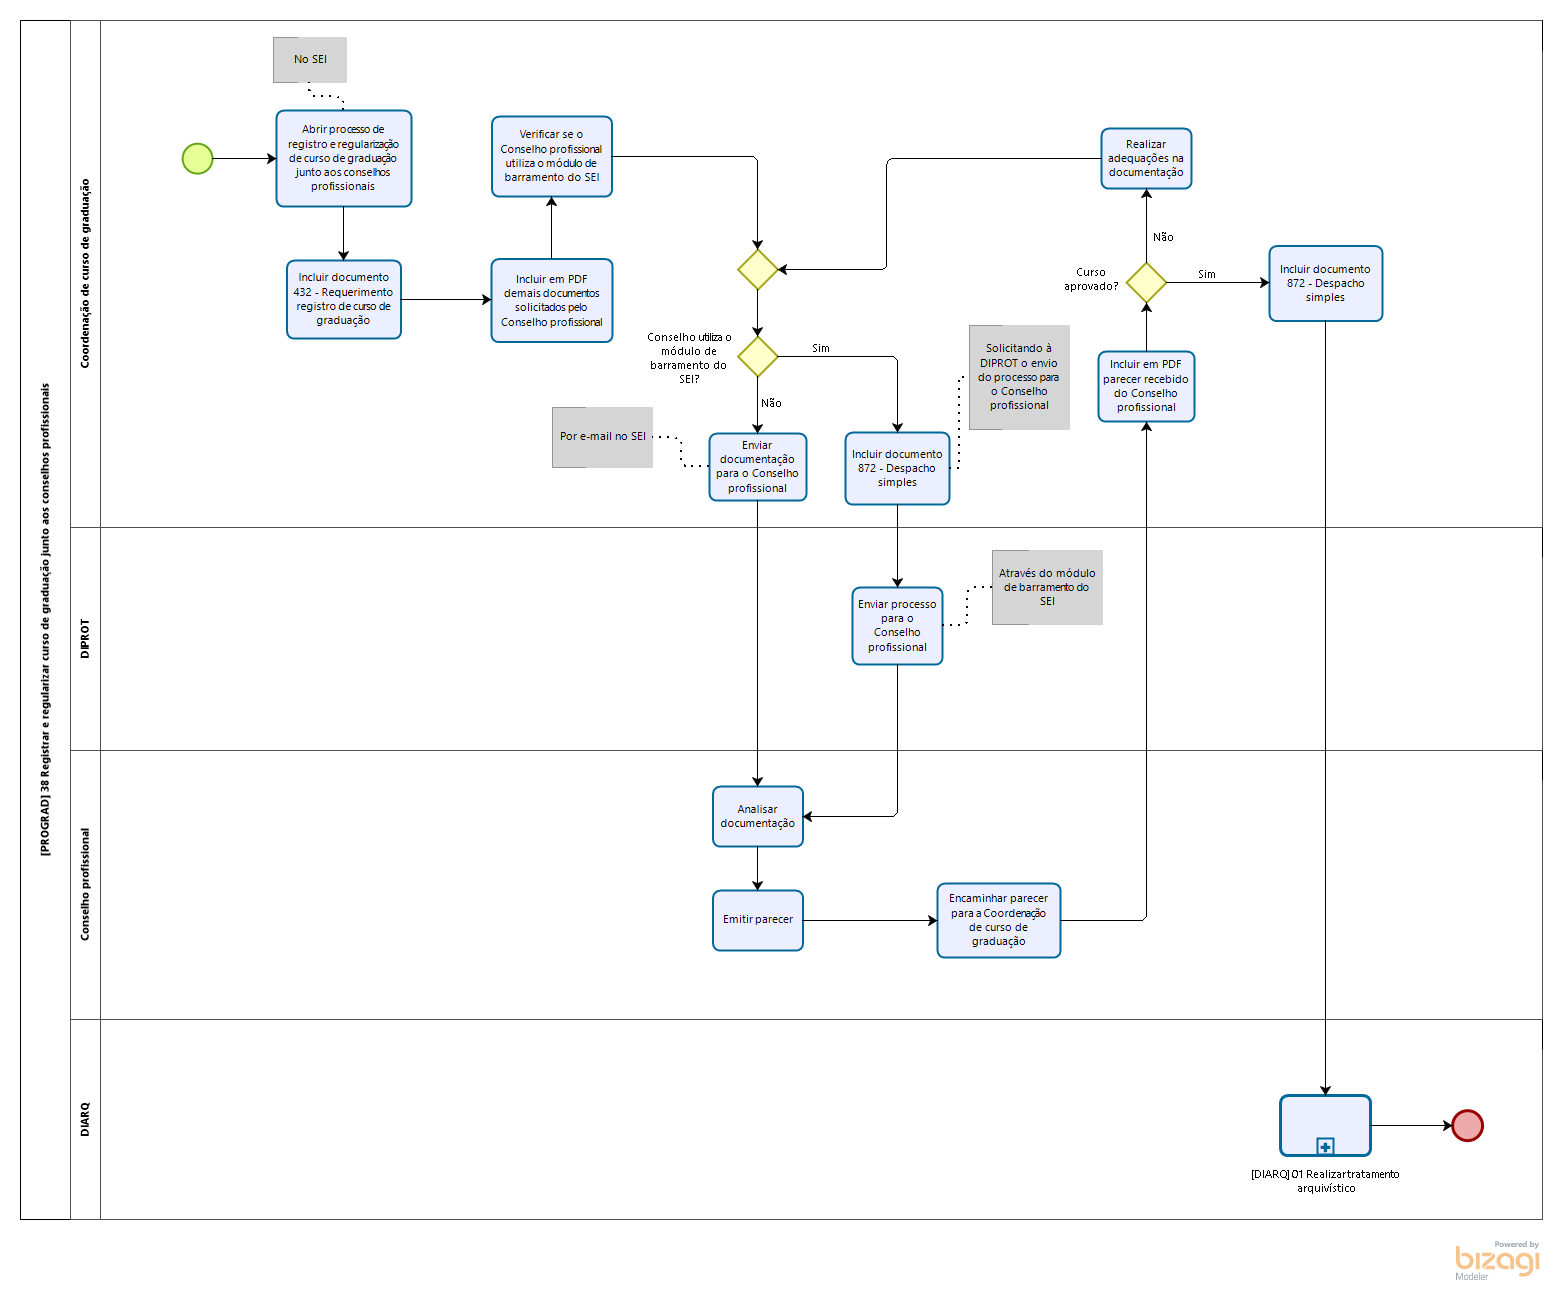 [PROGRAD] 38 Registrar e regularizar curso de graduação junto aos conselhos profissionais
Coordenação de curso de graduação
No SEI
Abrir processo de
registro e regularização
de curso de graduação
junto aos conselhos
profissionais
Incluir documento
432 - Requerimento
registro de curso de
graduação
Verificar se o
Conselho profissional
utiliza o módulo de
barramento do SEI
Incluir em PDF
demais documentos
solicitados pelo
Conselho profissional
Conselho utiliza o
módulo de
barramento do
SEI?
Sim
Não
Por e-mail no SEI
Enviar
documentação
para o Conselho
profissional
Incluir documento
872 - Despacho
simples
Solicitando à
DIPROT o envio
do processo para
o Conselho
profissional
Realizar
adequações na
documentação
Não
Curso
aprovado?
Sim
Incluir documento
872 - Despacho
simples
Incluir em PDF
parecer recebido
do Conselho
profissional
DIPROT
Enviar processo
para o
Conselho
profissional
Através do módulo
de barramento do
SEI
Conselho profissional
Analisar
documentação
Emitir parecer
Encaminhar parecer
para a Coordenação
de curso de
graduação
DIARQ
[DIARQ] 01 Realizar tratamento
arquivístico
Powered by
bizagi
Modeler